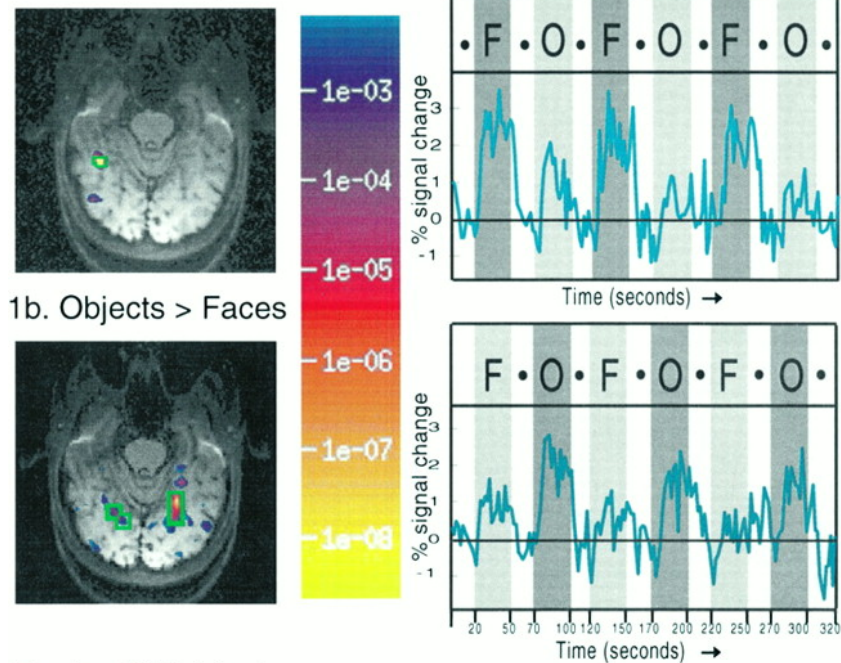 • F • O • F • O • F • O •
% signal change
3
2
1
0
- 1
Time (seconds) →
1e-03
1e-04
1e-05
1e-06
1e-07
1e-08
1b. Objects > Faces
F • O • F • O • F • O •
% signal change
3
2
1
0
- 1
20 50 70 100 120 150 170 200 220 250 270 300 320
Time (seconds) →